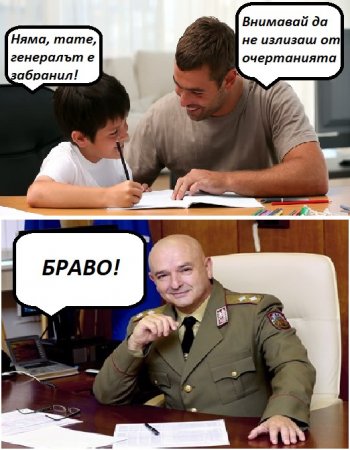 Внимавай да
не излизаш от
очертанията
Няма, тате,
генералът е
забранил!
БРАВО!